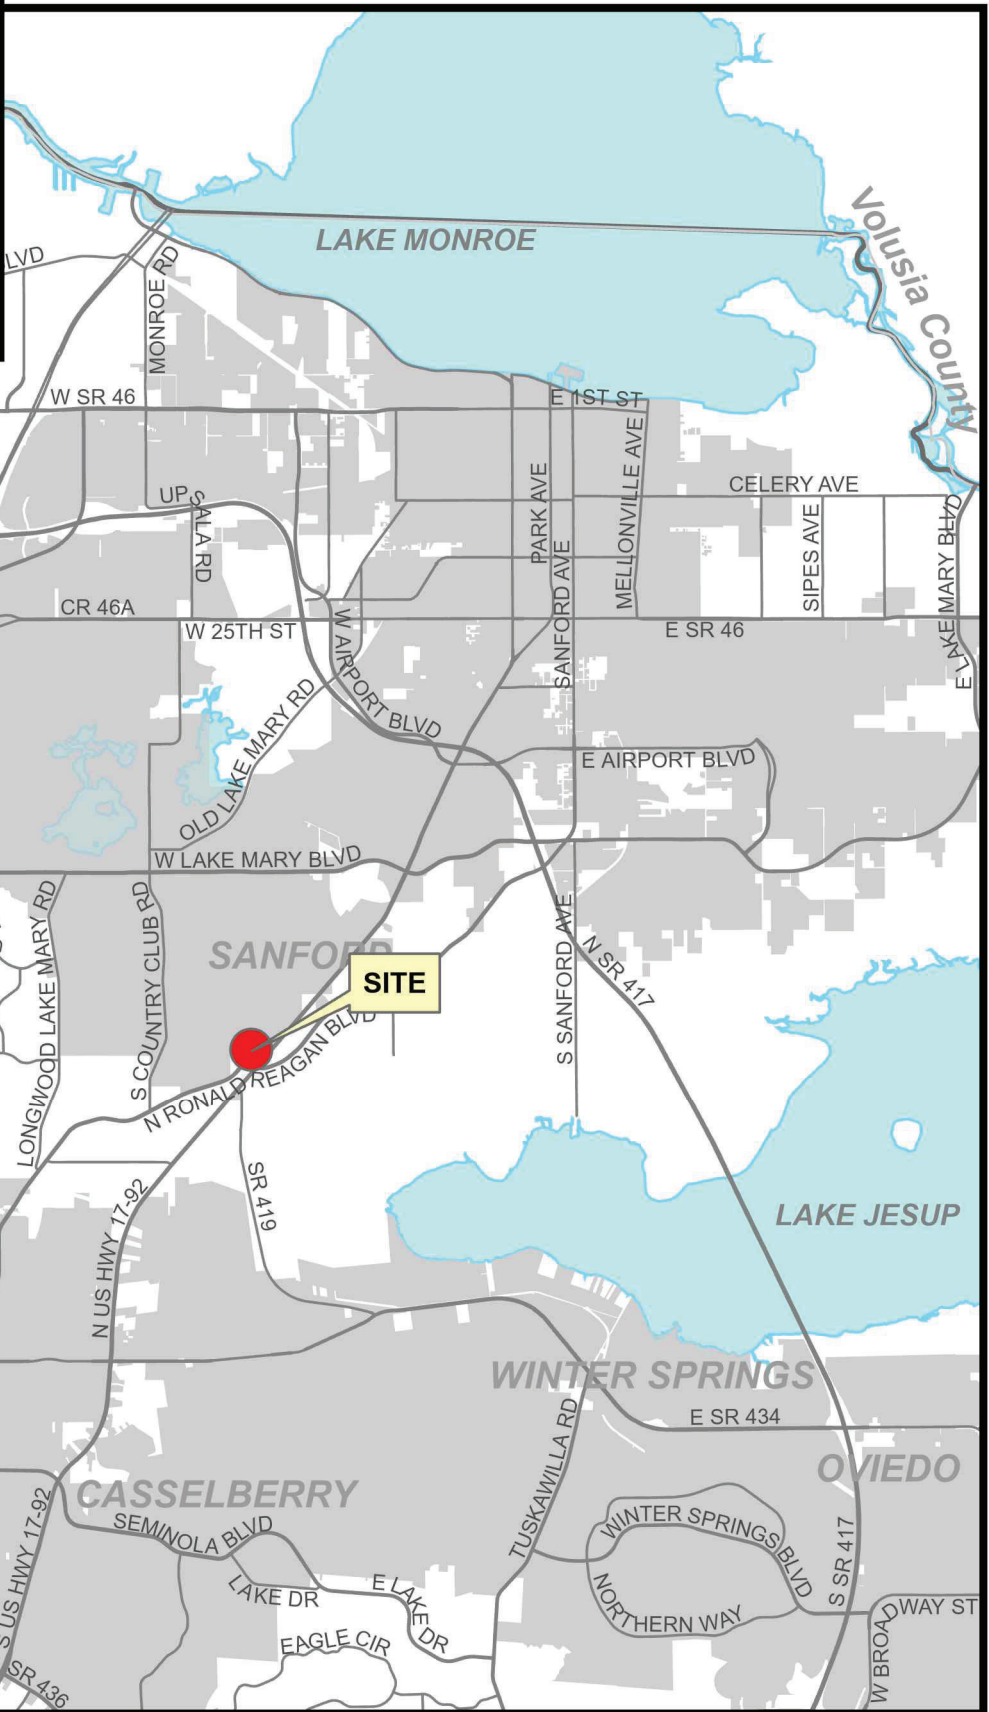 LAKE MONROE
Volusia County
LVD
MONROE RD
W SR 46
E 1ST ST
UPSALA RD
PARK AVE
SANFORD AVE
MELLONVILLE AVE
CELERY AVE
SIPES AVE
E LAKE MARY BLVD
CR 46A
W 25TH ST
E SR 46
W AIRPORT BLVD
OLD LAKE MARY RD
E AIRPORT BLVD
W LAKE MARY BLVD
LONGWOOD LAKE MARY RD
S COUNTRY CLUB RD
SANFORD
SITE
S SANFORD AVE
N SR 417
N RONALD REAGAN BLVD
SR 419
N US HWY 17-92
LAKE JESUP
WINTER SPRINGS
E SR 434
TUSKAWILLA RD
OVIEDO
CASSELBERRY
SEMINOLA BLVD
S US HWY 17-92
LAKE DR
E LAKE DR
WINTER SPRINGS BLVD
S SR 417
NORTHERN WAY
W BROADWAY ST
EAGLE CIR
SR 436